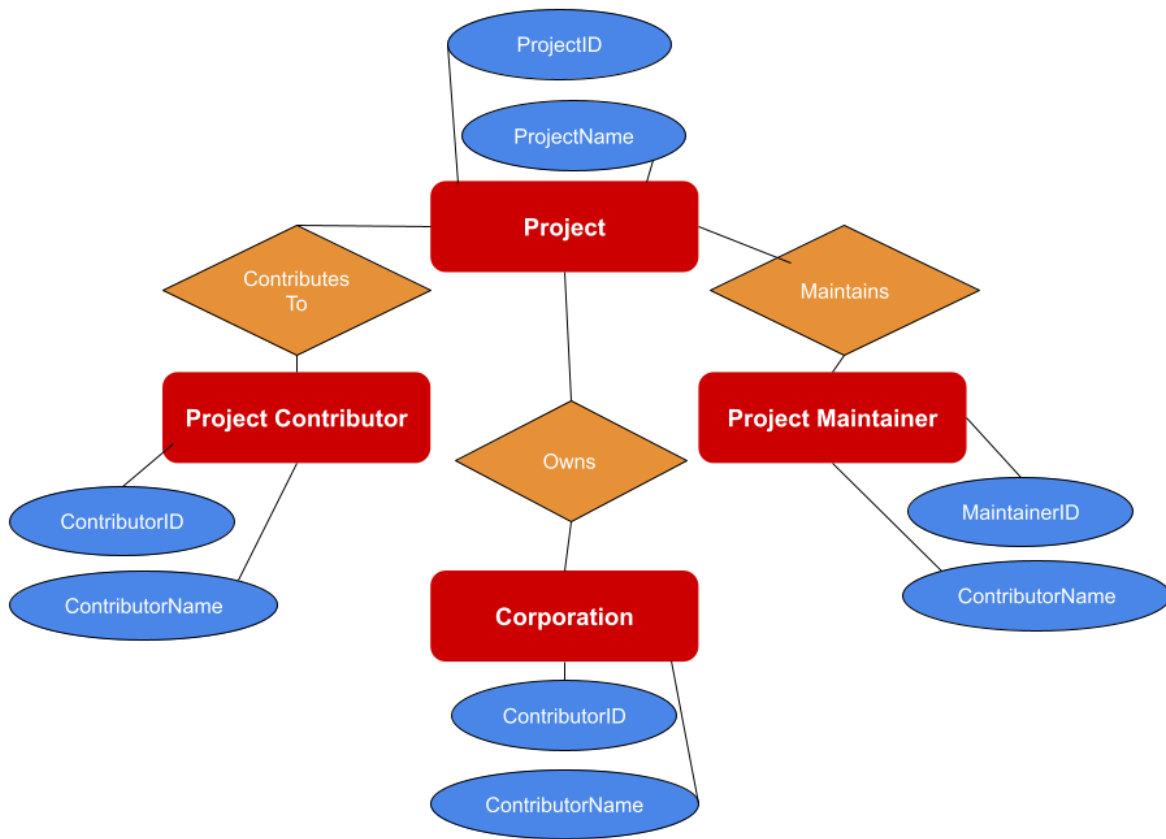 ProjectID
ProjectName
Project
Contributes
To
Maintains
Project Contributor
Project Maintainer
Owns
ContributorID
MaintainerID
ContributorName
ContributorName
Corporation
ContributorID
ContributorName